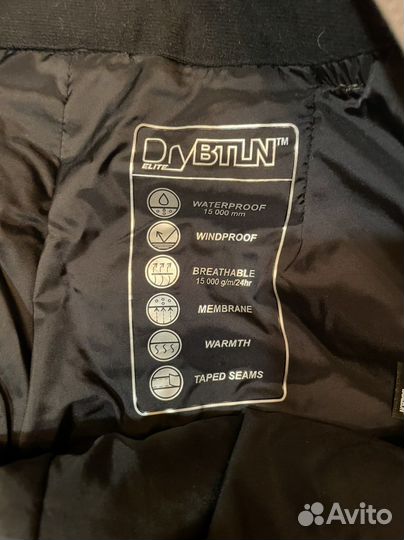 DryBTLN™
ELITE
WATERPROOF
15 000 mm
WINDPROOF
BREATHABLE
15 000 g/m/24hr
MEMBRANE
WARMTH
TAPED SEAMS
Avito